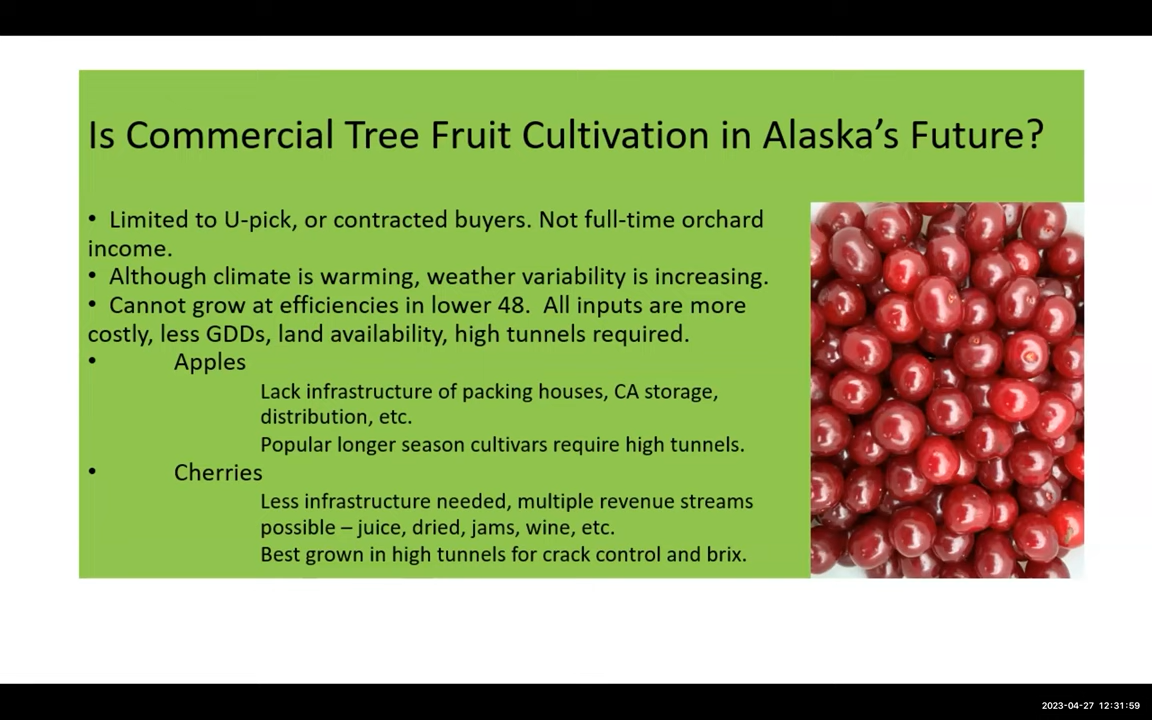 Is Commercial Tree Fruit Cultivation in Alaska’s Future?
• Limited to U-pick, or contracted buyers. Not full-time orchard
income.
• Although climate is warming, weather variability is increasing.
• Cannot grow at efficiencies in lower 48.  All inputs are more
costly, less GDDs, land availability, high tunnels required.
• Apples
Lack infrastructure of packing houses, CA storage,
distribution, etc.
Popular longer season cultivars require high tunnels.
• Cherries
Less infrastructure needed, multiple revenue streams
possible – juice, dried, jams, wine, etc.
Best grown in high tunnels for crack control and brix.
2023-04-27 12:31:59